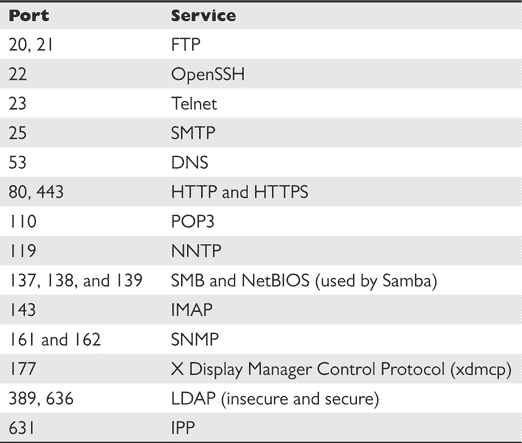 Port Service
20, 21 FTP
22 OpenSSH
23 Telnet
25 SMTP
53 DNS
80, 443 HTTP and HTTPS
110 POP3
119 NNTP
137, 138, and 139 SMB and NetBIOS (used by Samba)
143 IMAP
161 and 162 SNMP
177 X Display Manager Control Protocol (xdmcp)
389, 636 LDAP (insecure and secure)
631 IPP